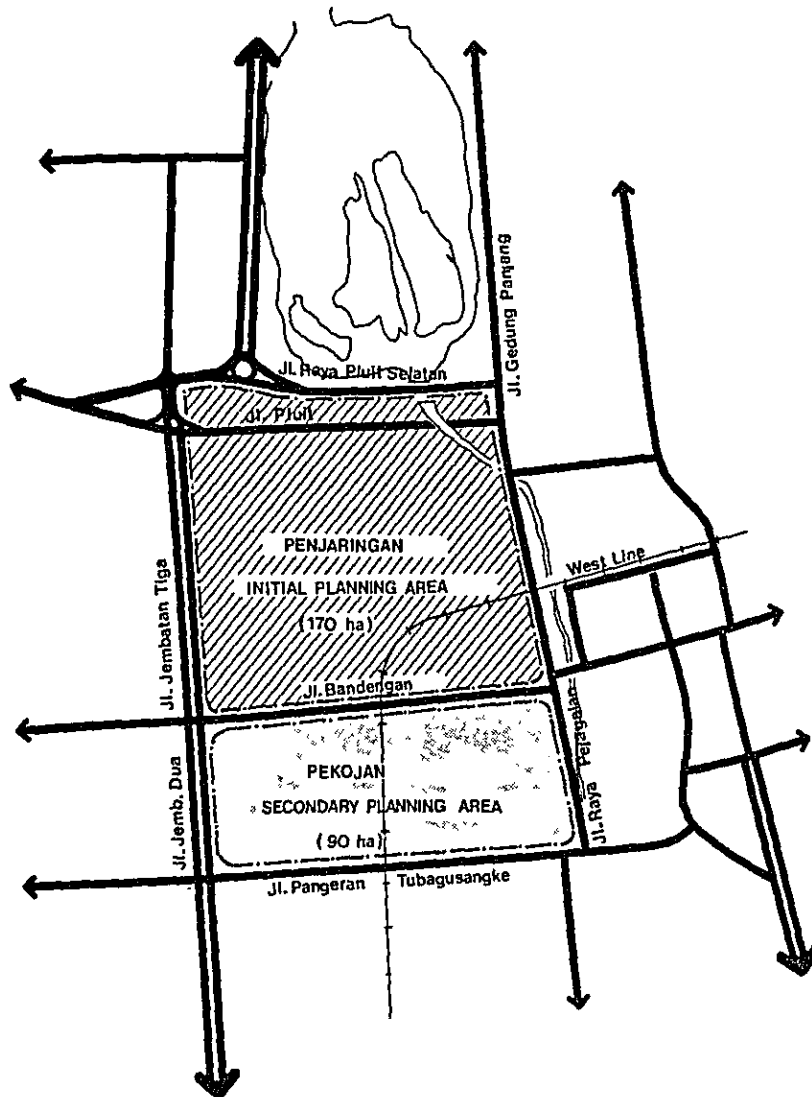 Jl. Gedung Panjang
Jl. Raya Pluit Selatan
Jl. Pluit
PENJARINGAN
INITIAL PLANNING AREA
(170 ha)
West Line
Jl. Jembatan Tiga
Jl. Bandengan
PEKOJAN
SECONDARY PLANNING AREA
(90 ha)
Jl. Jemb. Dua
Jl. Raya Pejagalan
Jl. Pangeran Tubagusangke